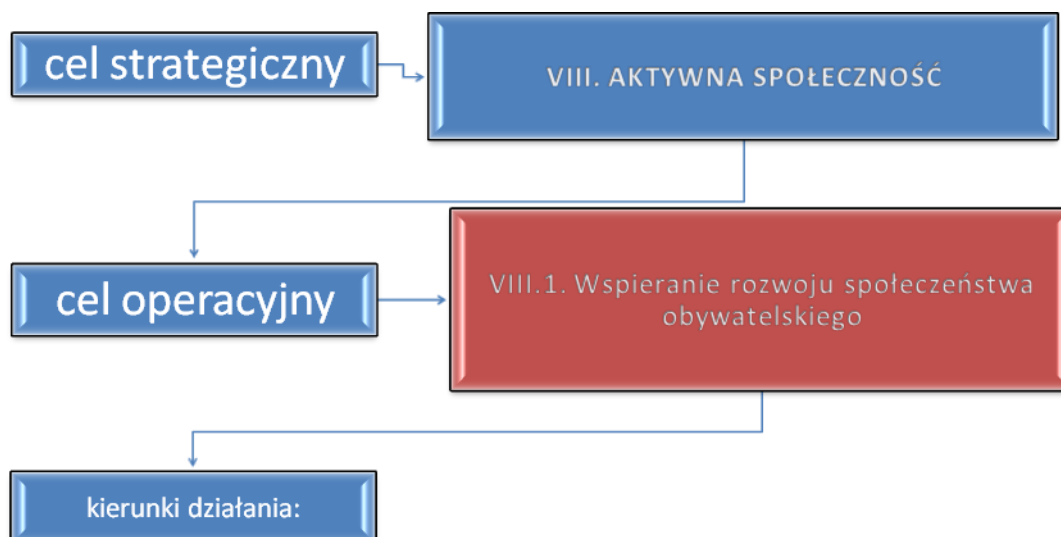 cel strategiczny
VIII. AKTYWNA SPOŁECZNOŚĆ
cel operacyjny
VIII.1. Wspieranie rozwoju społeczeństwa
obywatelskiego
kierunki działania: